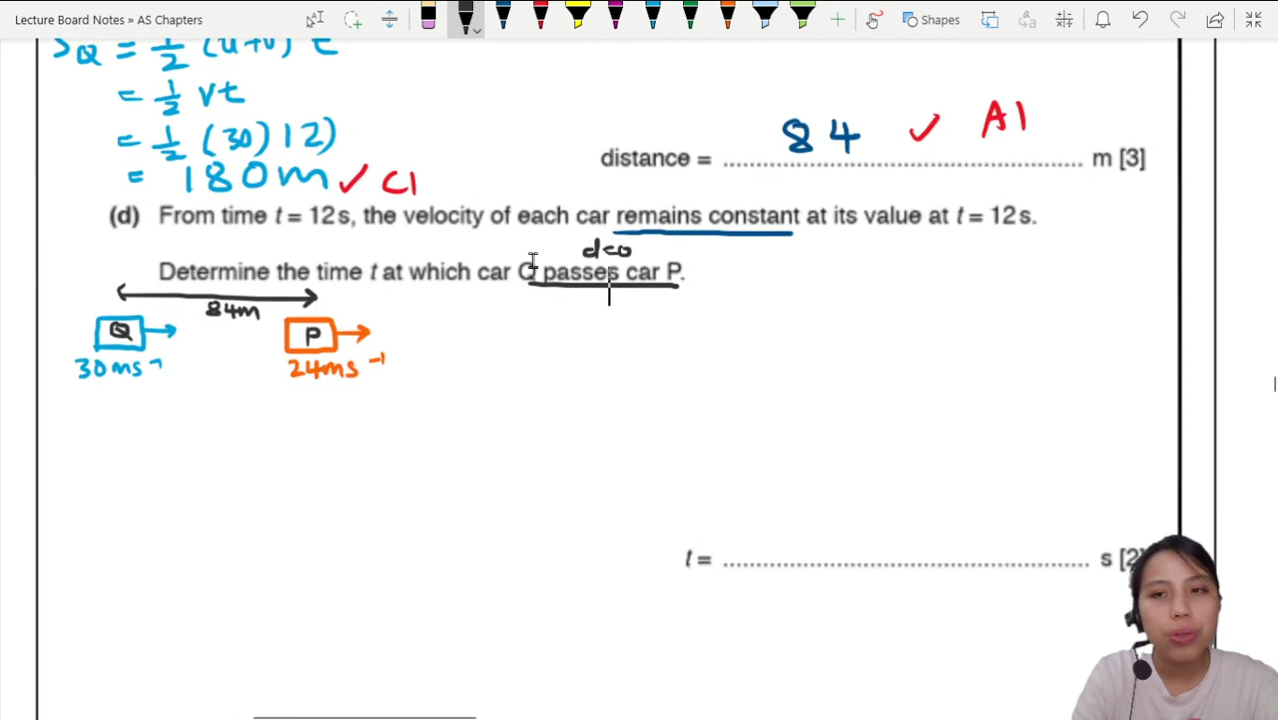 Lecture Board Notes » AS Chapters
Shapes
SQ = 1/2 (u+v) t
= 1/2 vt
= 1/2 (30)12)
= 180m ✓ C1
84 ✓ A1
distance = ........................................................ m [3]
(d) From time t = 12 s, the velocity of each car remains constant at its value at t = 12 s.
d=0
Determine the time t at which car Q passes car P.
84m
Q P
30ms⁻¹ 24ms⁻¹
t = ........................................................ s [2]